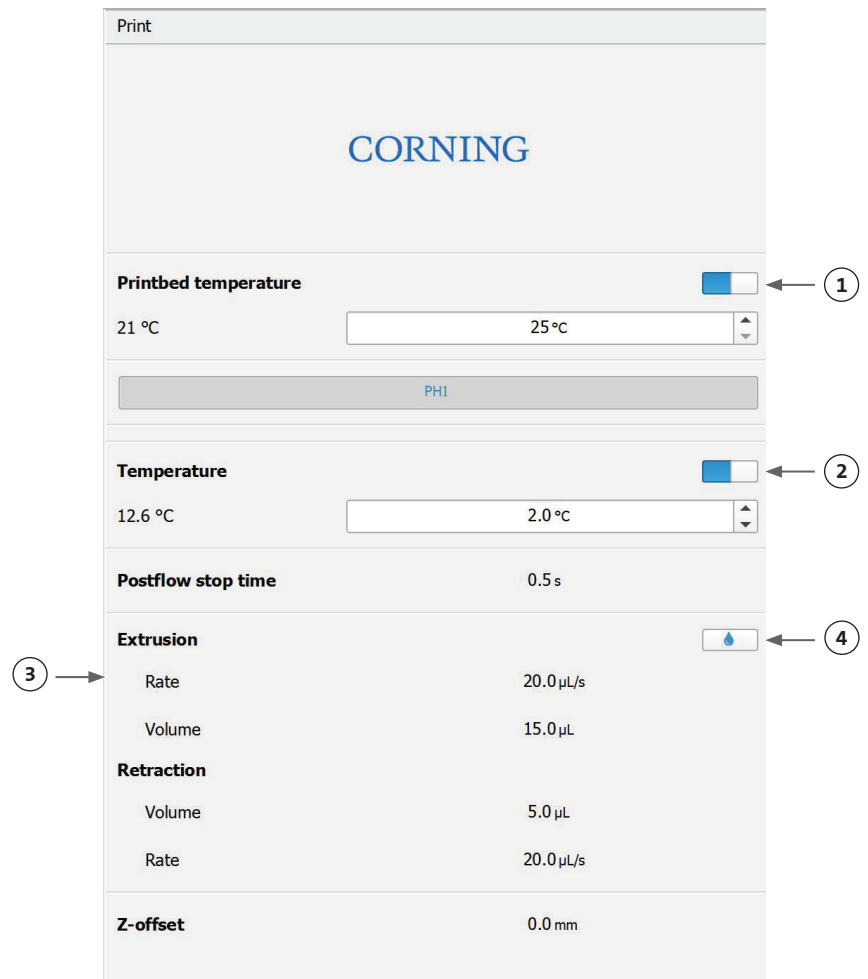 Print
CORNING
Printbed temperature
1
21 °C 25 °C
PH1
Temperature
2
12.6 °C 2.0 °C
Postflow stop time 0.5 s
Extrusion
4
3
Rate 20.0 µL/s
Volume 15.0 µL
Retraction
Volume 5.0 µL
Rate 20.0 µL/s
Z-offset 0.0 mm